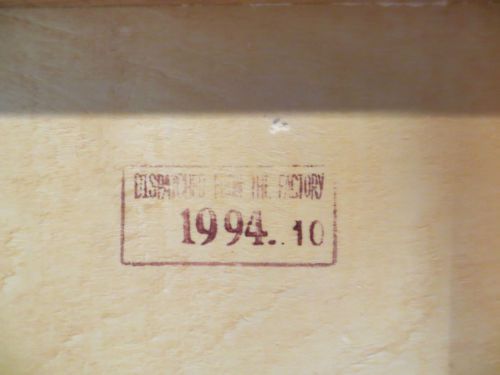 DISPATCHED FROM THE FACTORY
1994. 10